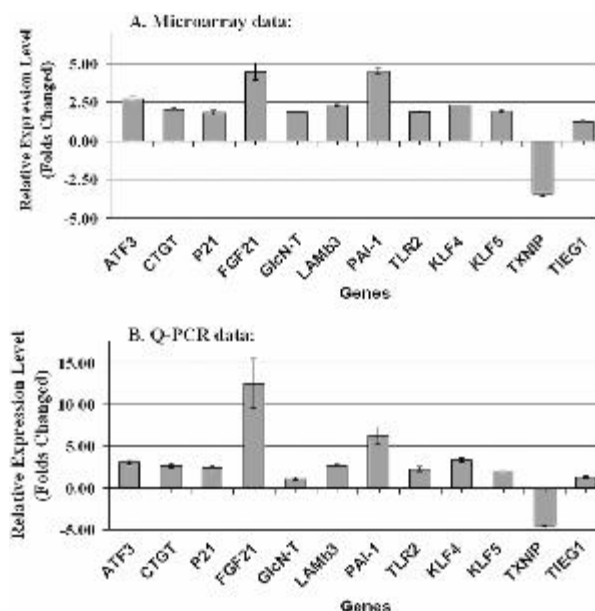 A. Microarray data:
Relative Expression Level
(Folds Changed)
5.00
2.50
0.00
-2.50
-5.00
ATF3 CTGT P21 FGF21 GlcN-T LAMb3 PAI-1 TLR2 KLF4 KLF5 TXNIP TIEG1
Genes
B. Q-PCR data:
Relative Expression Level
(Folds Changed)
15.00
10.00
5.00
0.00
-5.00
ATF3 CTGT P21 FGF21 GlcN-T LAMb3 PAI-1 TLR2 KLF4 KLF5 TXNIP TIEG1
Genes